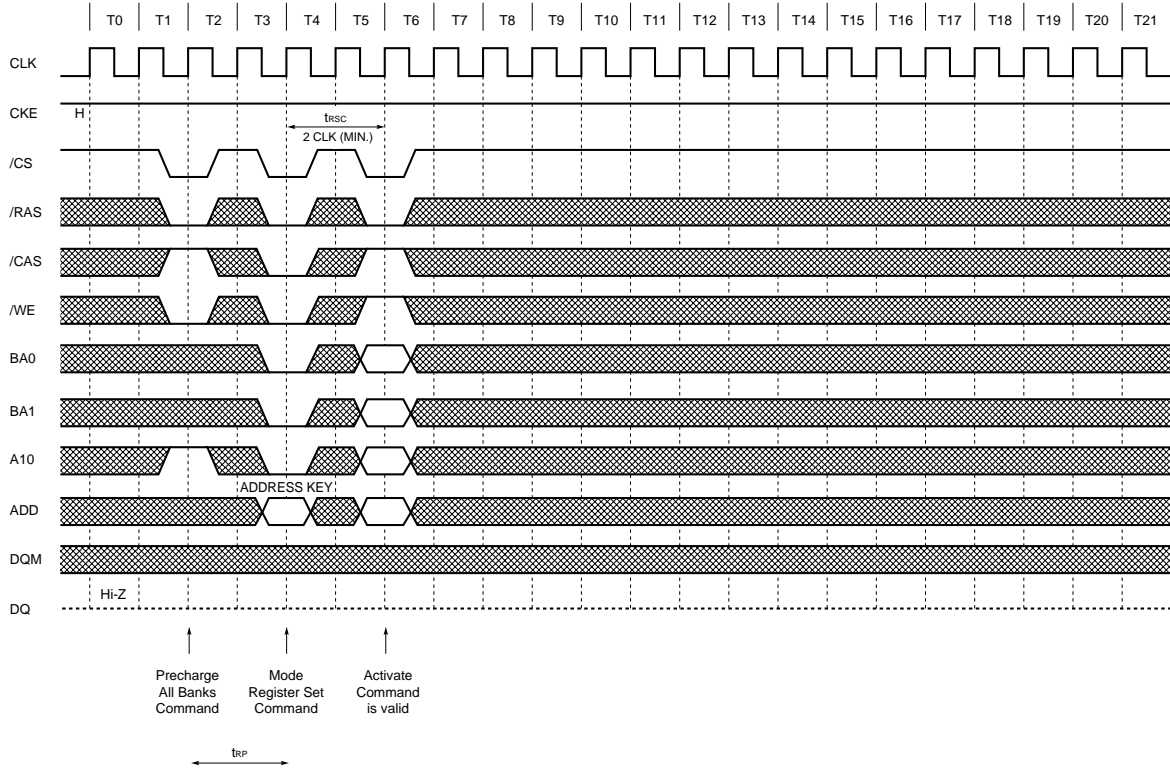 T0 T1 T2 T3 T4 T5 T6 T7 T8 T9 T10 T11 T12 T13 T14 T15 T16 T17 T18 T19 T20 T21
CLK
CKE H
tRSC
2 CLK (MIN.)
/CS
/RAS
/CAS
/WE
BA0
BA1
A10
ADDRESS KEY
ADD
DQM
Hi-Z
DQ
Precharge
All Banks
Command
Mode
Register Set
Command
Activate
Command
is valid
tRP